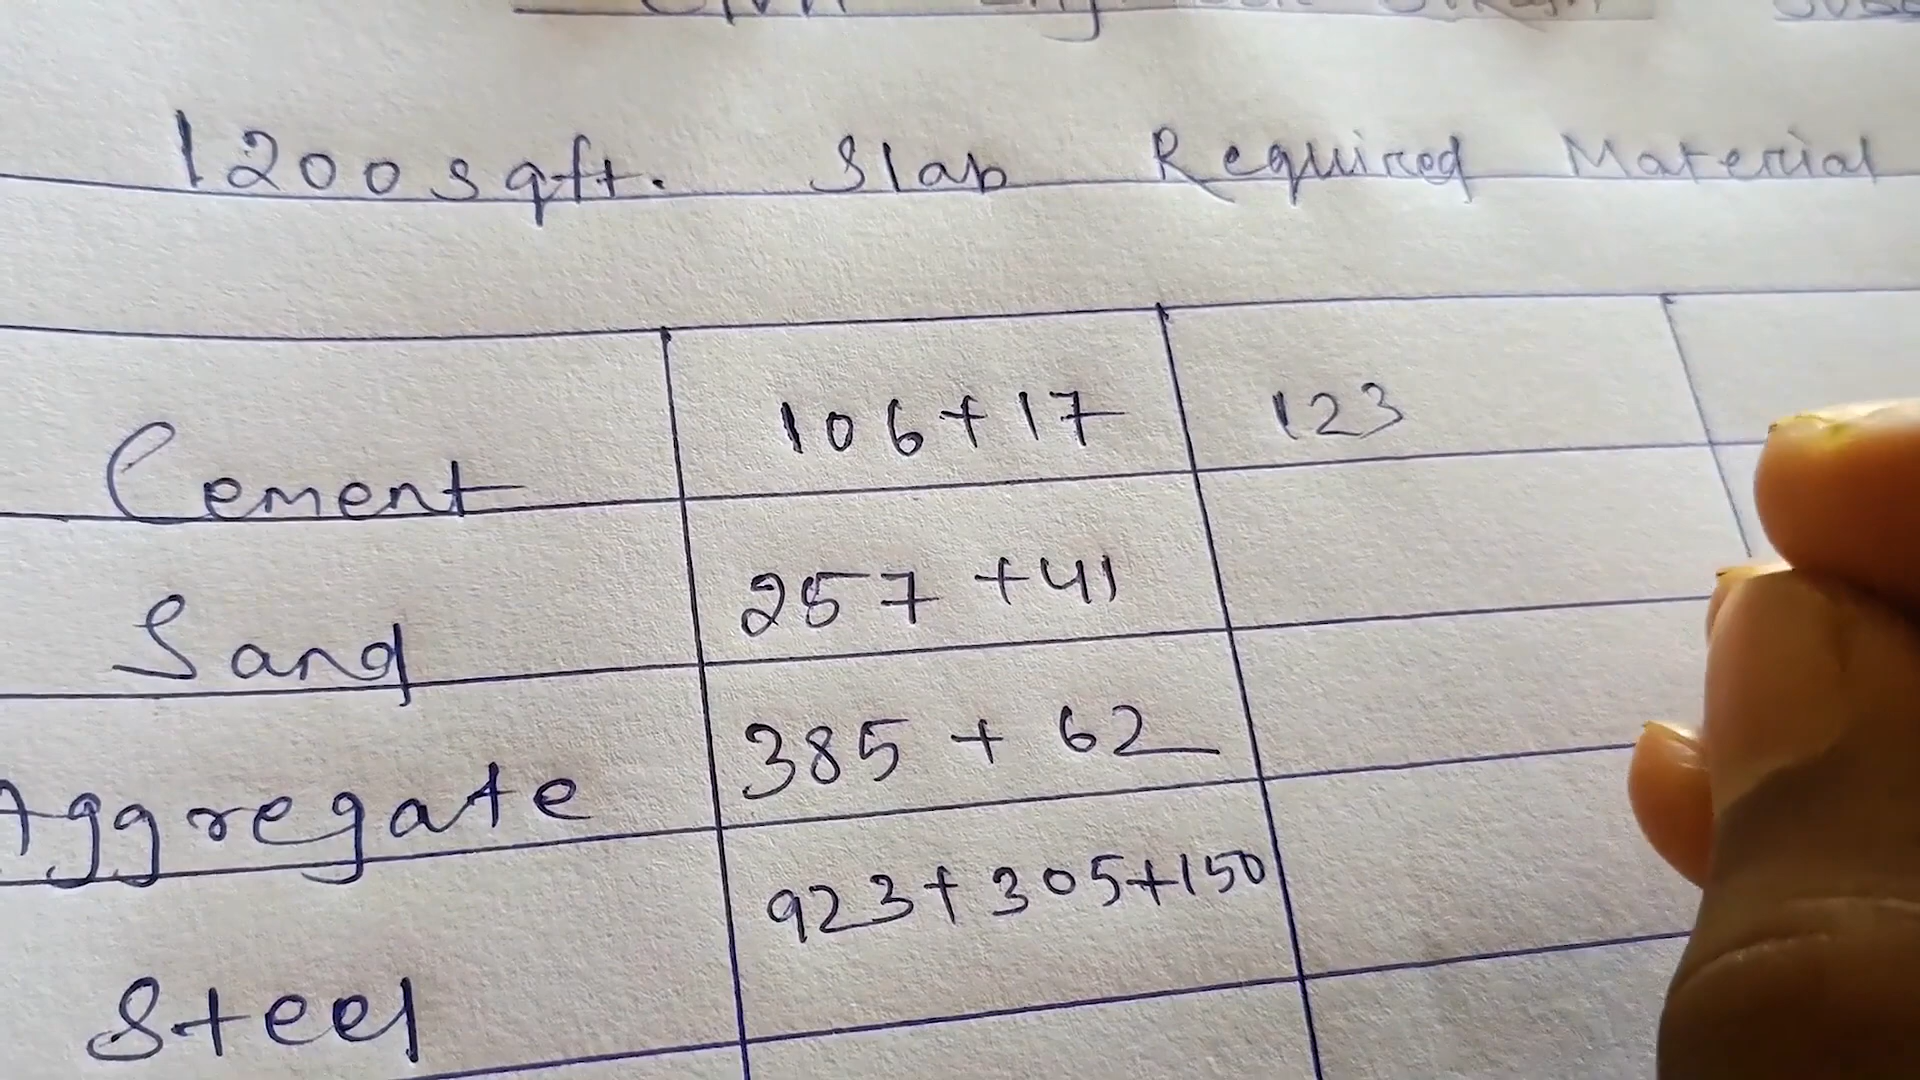 1200 sqft. Slab Required Material
Cement 106+17 123
Sand 257 +41
Aggregate 385 + 62
Steel 923+305+150